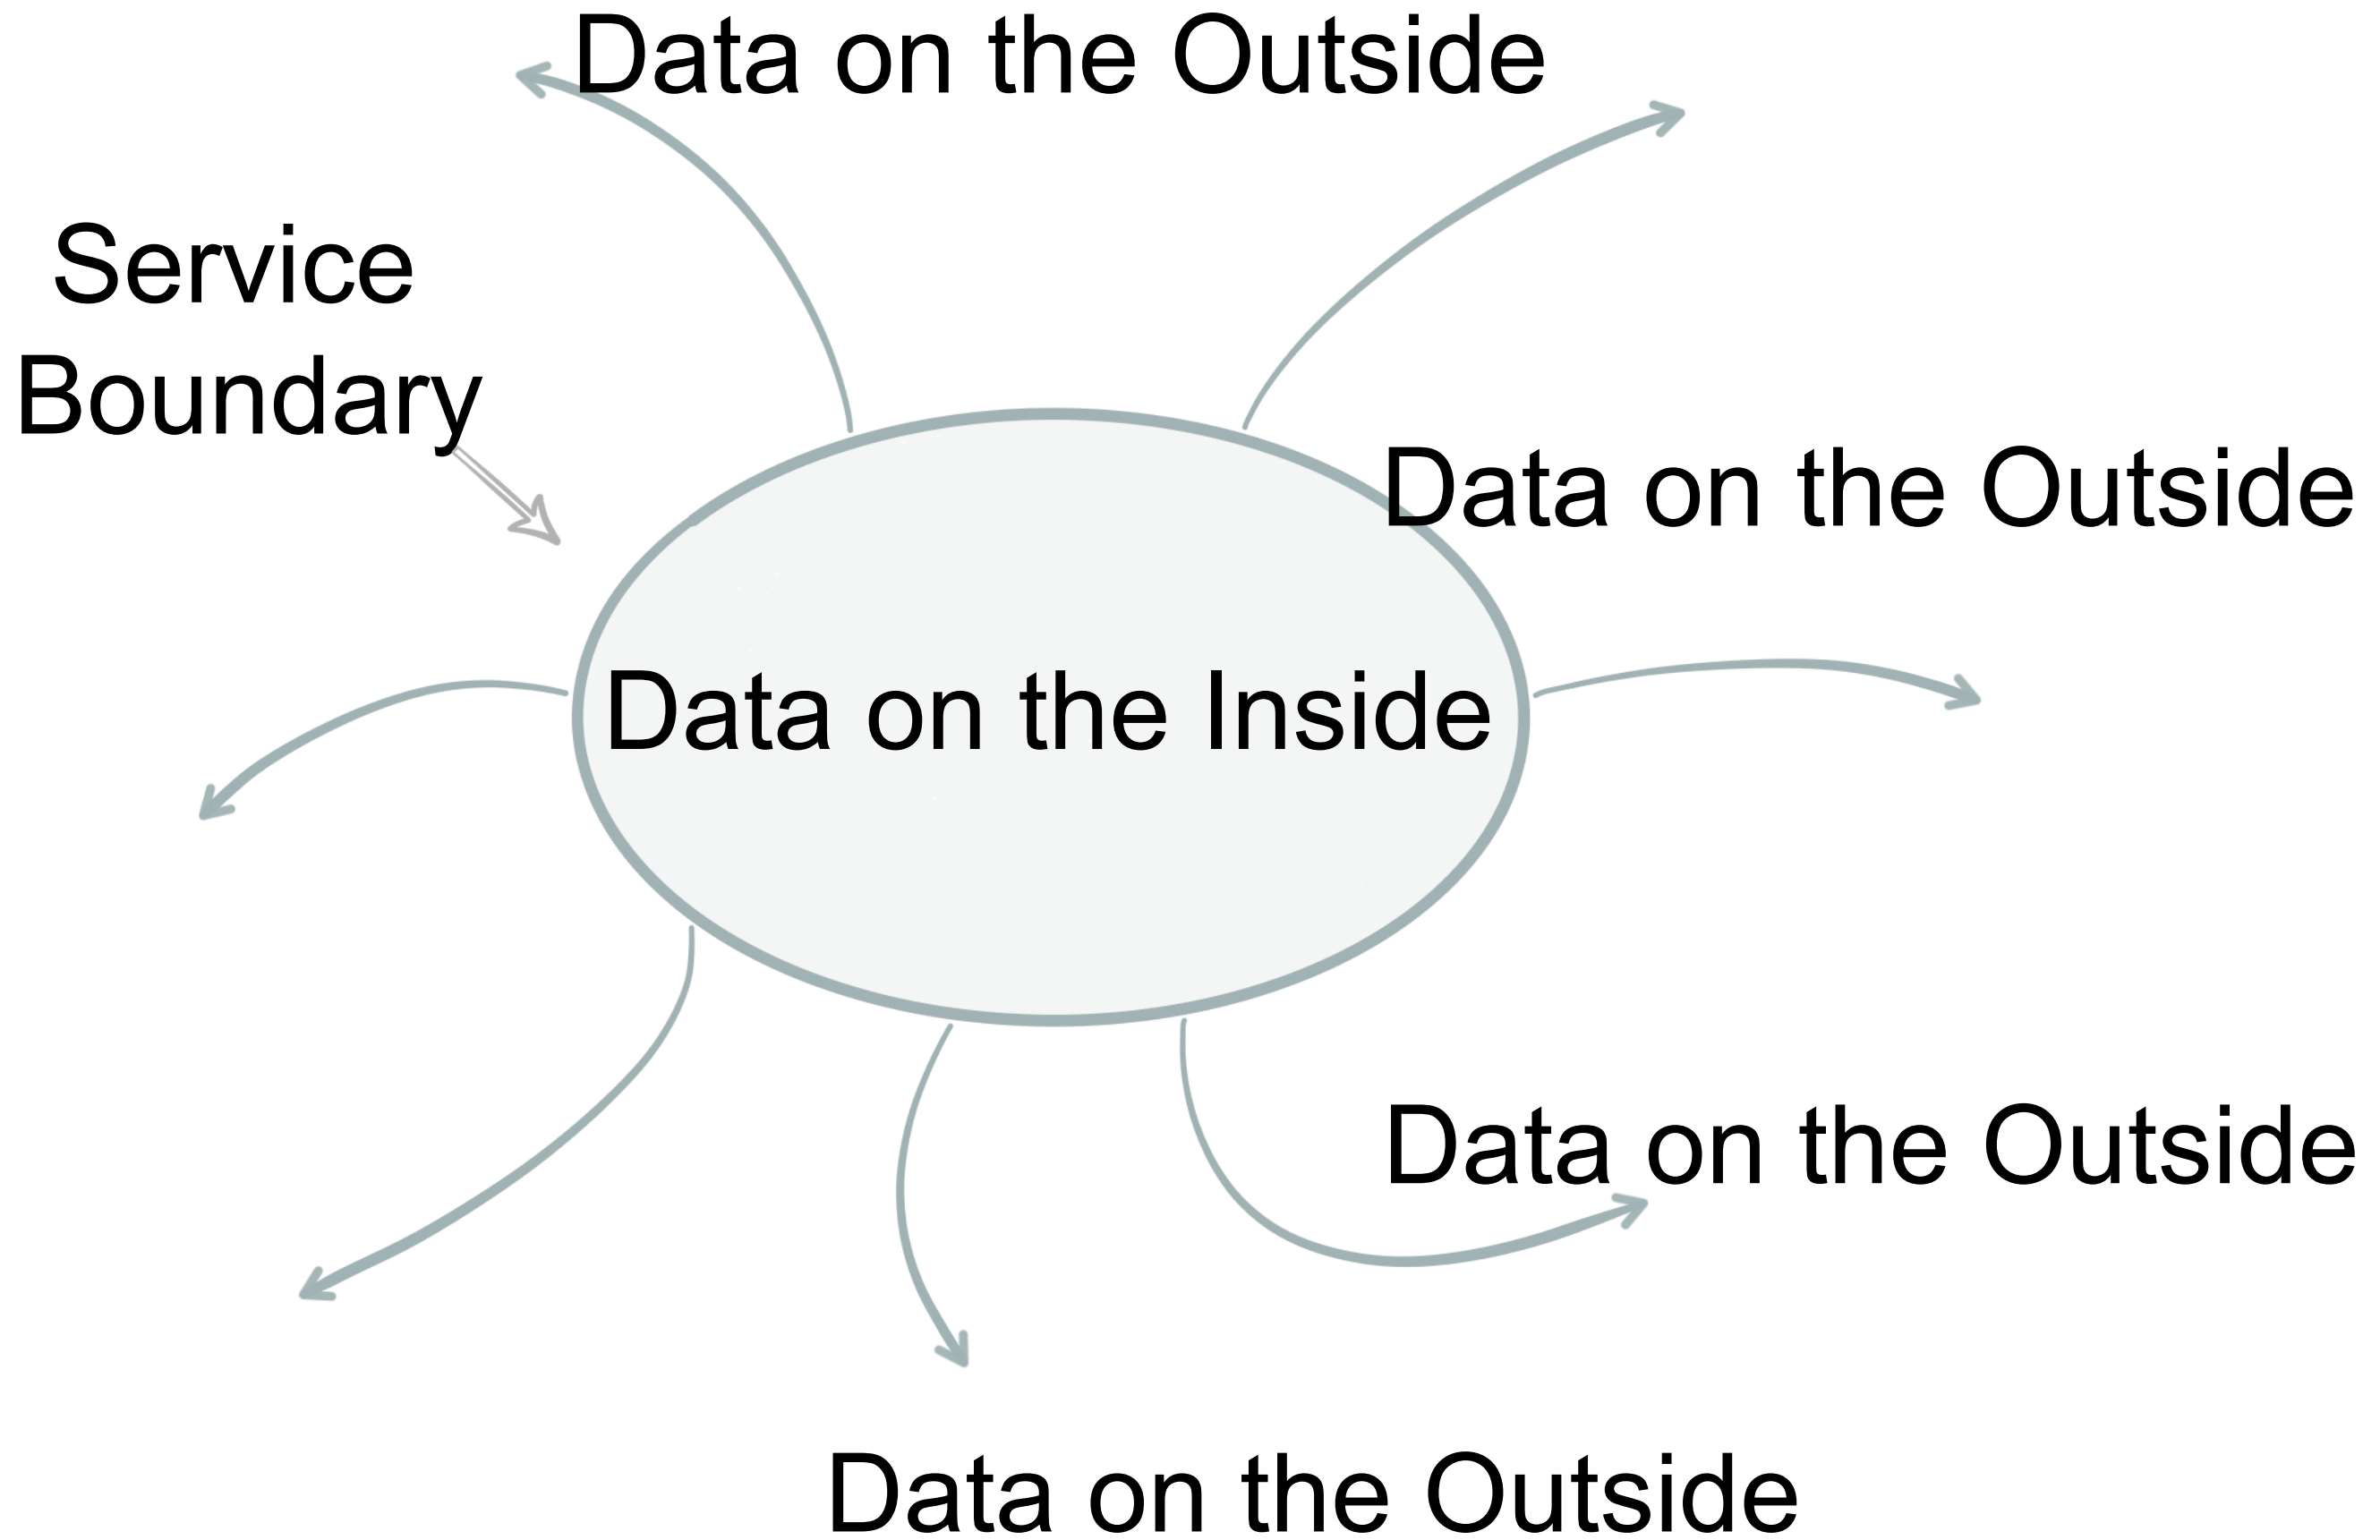 Data on the Outside
Service
Boundary
Data on the Outside
Data on the Inside
Data on the Outside
Data on the Outside